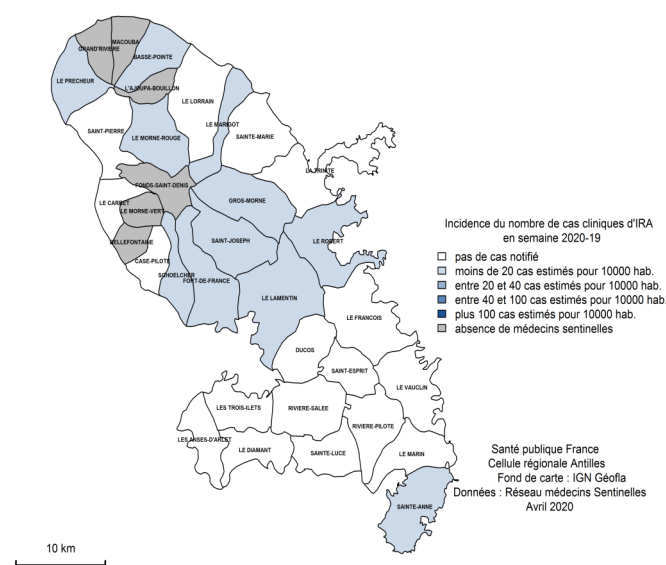 MACOUBA
GRAND'RIVIERE
BASSE-POINTE
LE PRECHEUR
L'AJOUPA-BOUILLON
LE LORRAIN
LE MARIGOT
SAINT-PIERRE
LE MORNE-ROUGE
SAINTE-MARIE
LA TRINITE
FONDS-SAINT-DENIS
LE CARBET
LE MORNE-VERT
GROS-MORNE
BELLEFONTAINE
CASE-PILOTE
SAINT-JOSEPH
LE ROBERT
SCHOELCHER
FORT-DE-FRANCE
LE LAMENTIN
LE FRANCOIS
DUCOS
SAINT-ESPRIT
LE VAUCLIN
LES TROIS-ILETS
RIVIERE-SALEE
RIVIERE-PILOTE
LES ANSES-D'ARLET
LE DIAMANT
SAINTE-LUCE
LE MARIN
SAINTE-ANNE
Incidence du nombre de cas cliniques d'IRA
en semaine 2020-19
pas de cas notifié
moins de 20 cas estimés pour 10000 hab.
entre 20 et 40 cas estimés pour 10000 hab.
entre 40 et 100 cas estimés pour 10000 hab.
plus 100 cas estimés pour 10000 hab.
absence de médecins sentinelles
Santé publique France
Cellule régionale Antilles
Fond de carte : IGN Géofla
Données : Réseau médecins Sentinelles
Avril 2020
10 km